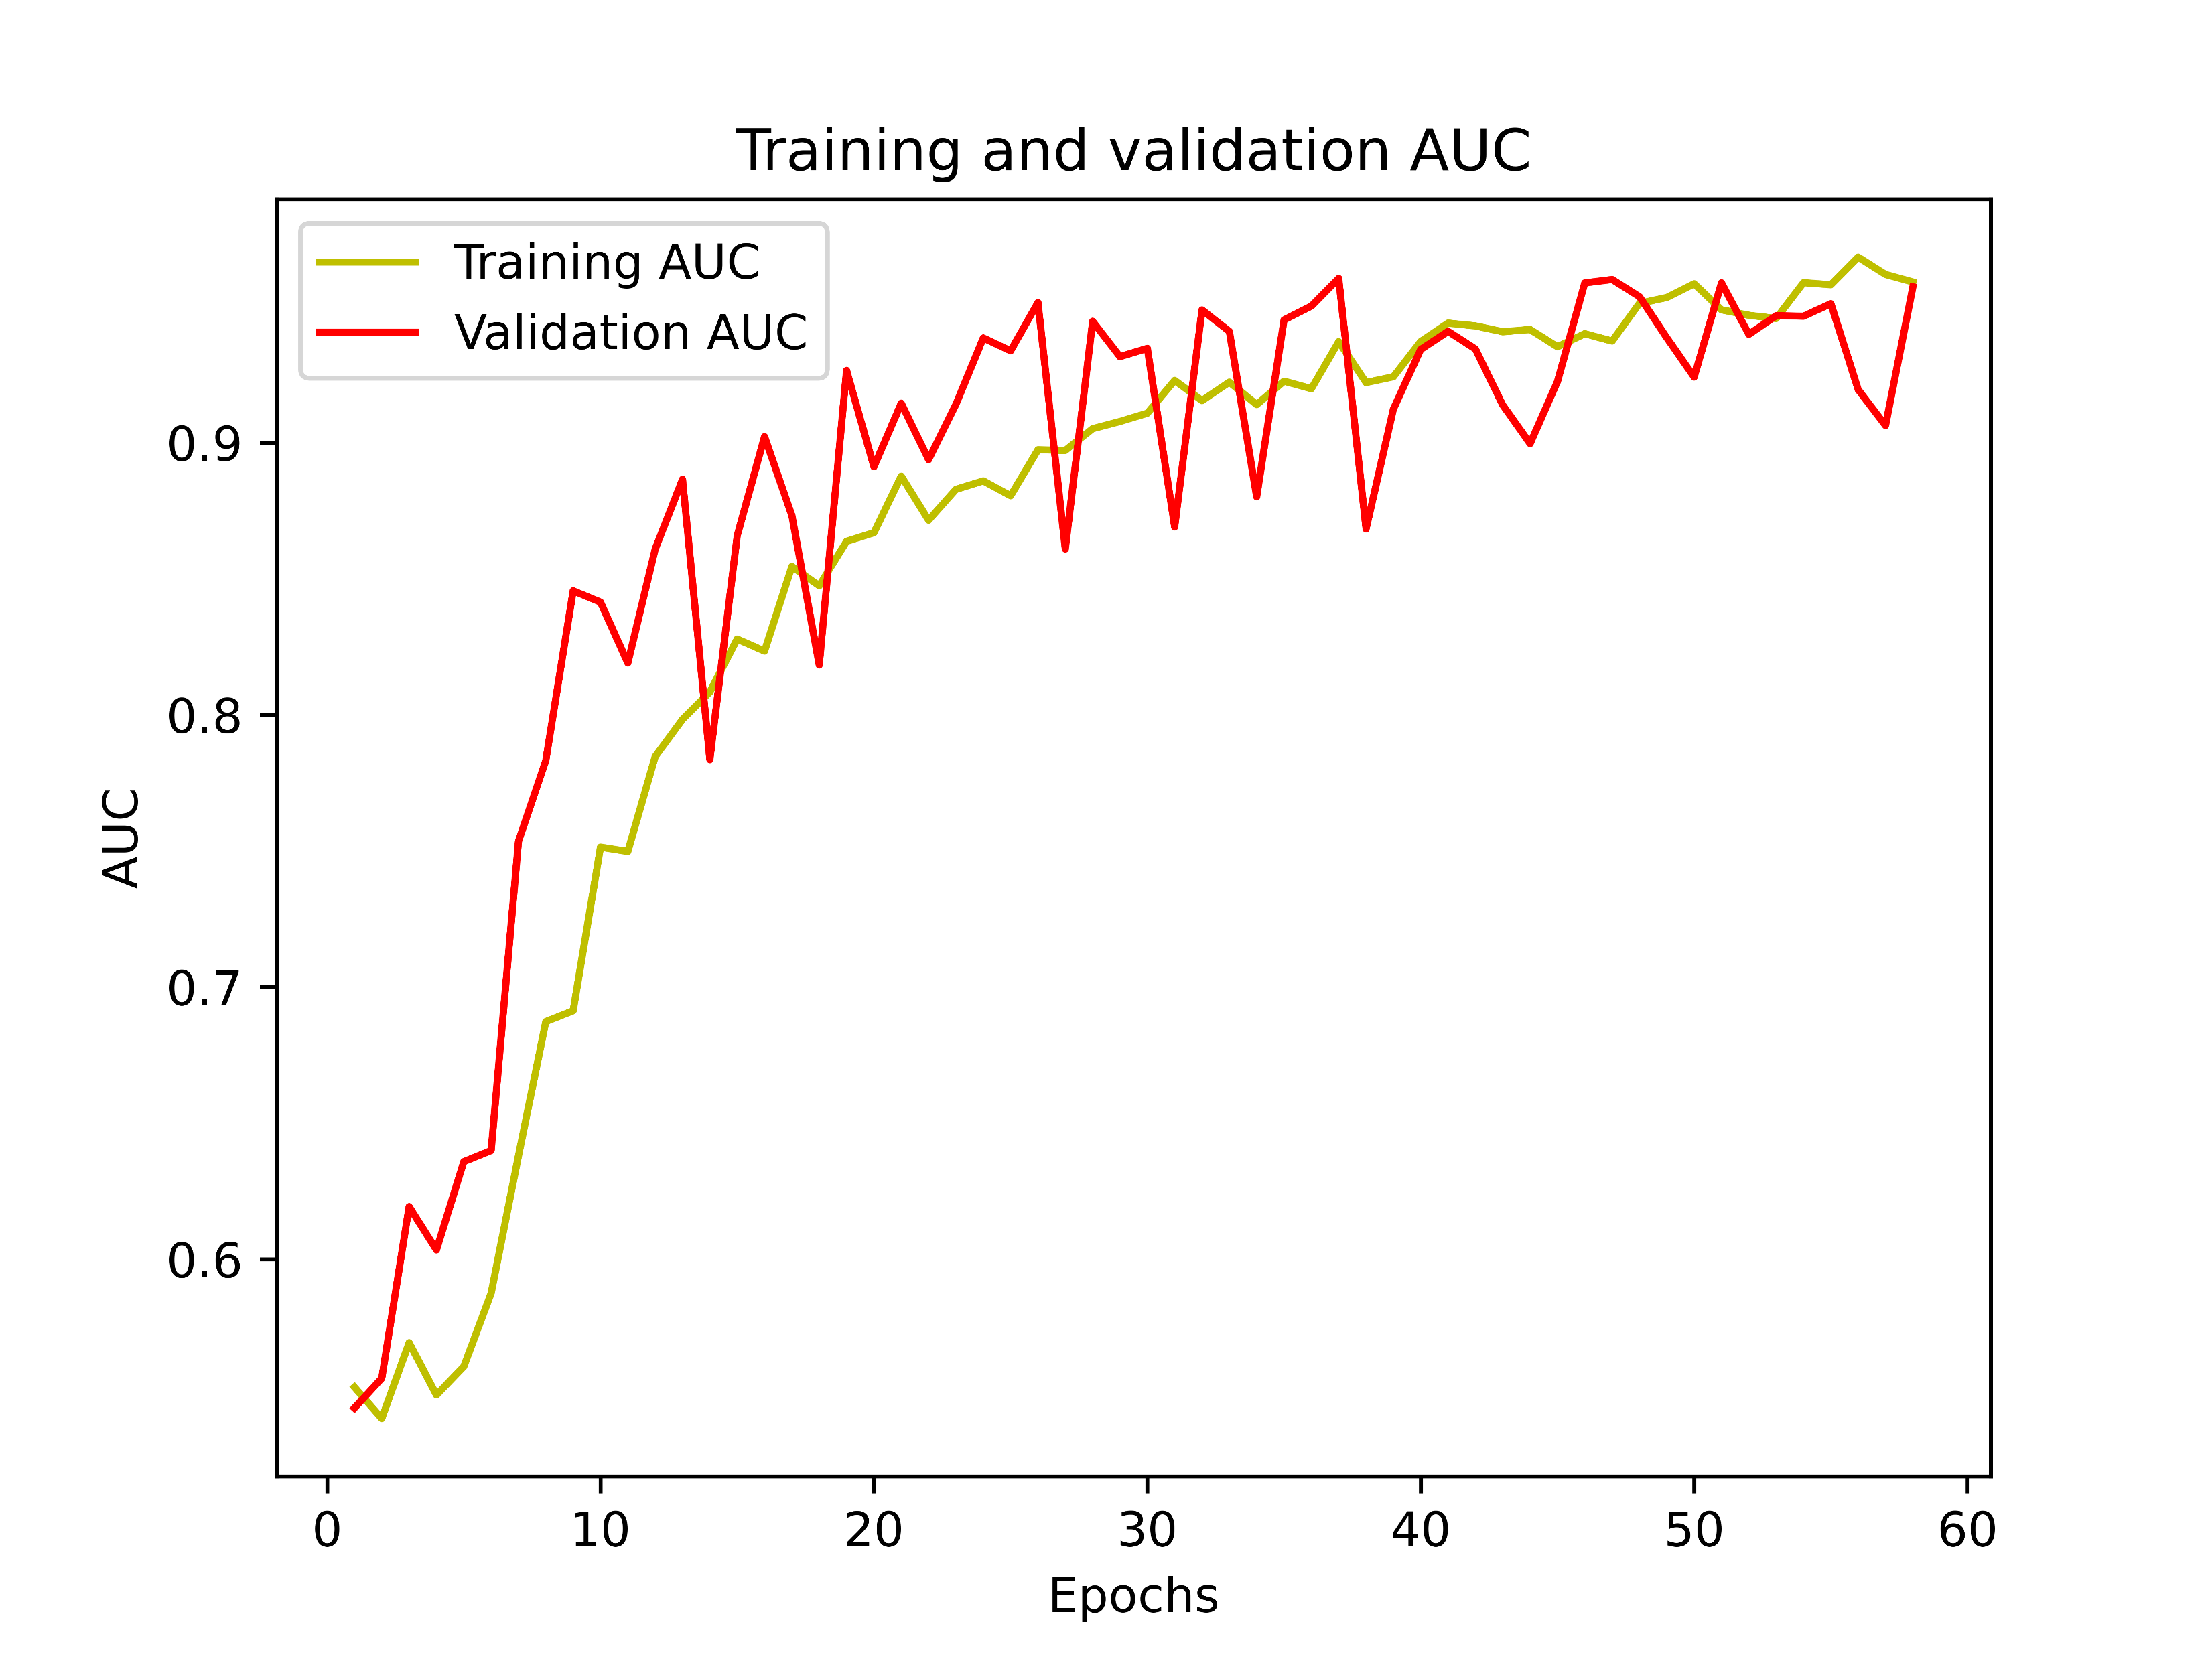 Training and validation AUC
Training AUC
Validation AUC
0.9
0.8
0.7
0.6
AUC
0 10 20 30 40 50 60
Epochs